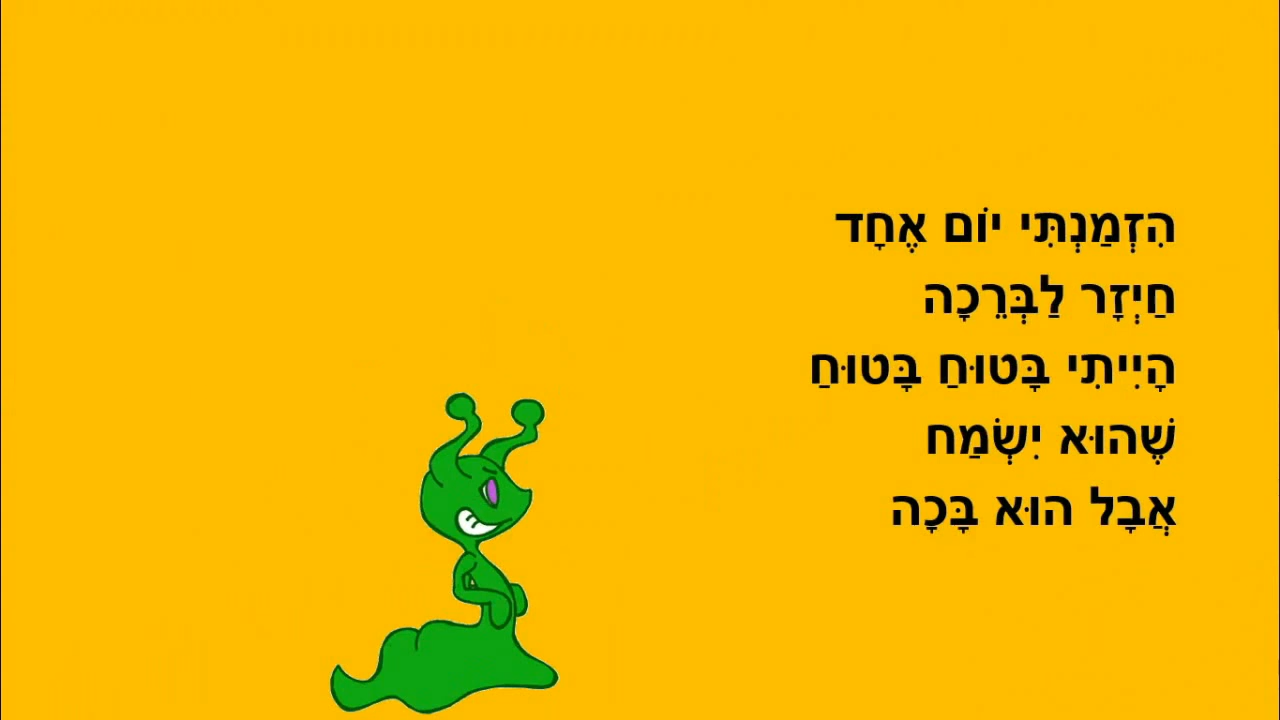 הִזְמַנְתִּי יוֹם אֶחָד
חַיְזָר לַבְּרֵכָה
הָיִיתִי בָּטוּחַ בָּטוּחַ
שֶׁהוּא יִשְׂמַח
אֲבָל הוּא בָּכָה